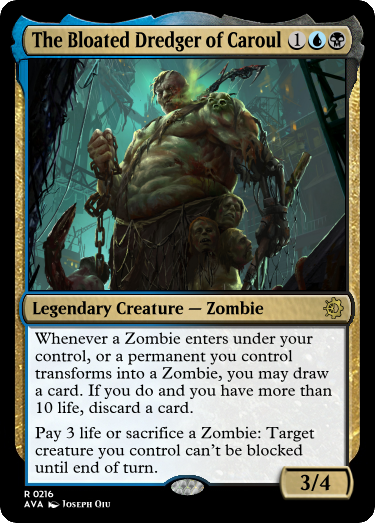 The Bloated Dredger of Caroul 1
Legendary Creature — Zombie
Whenever a Zombie enters under your
control, or a permanent you control
transforms into a Zombie, you may draw
a card. If you do and you have more than
10 life, discard a card.
Pay 3 life or sacrifice a Zombie: Target
creature you control can't be blocked
until end of turn.
3/4
R 0216
AVA Joseph Qiu